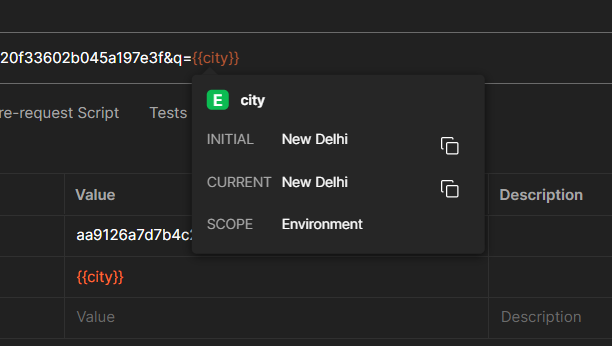 20f33602b045a197e3f&q={{city}}
re-request Script Tests
E city
INITIAL New Delhi
CURRENT New Delhi
SCOPE Environment
Value Description
aa9126a7d7b4c2
{{city}}
Value Description